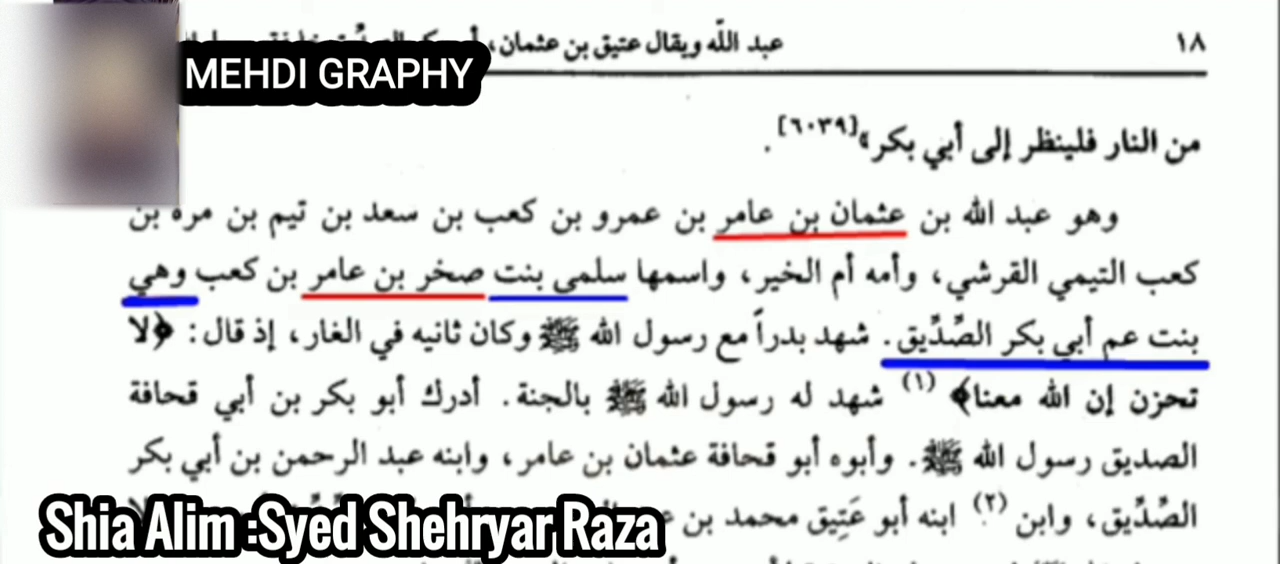 ١٨ عبد الله ويقال عتيق بن عثمان،
MEHDI GRAPHY
من النار فلينظر إلى أبي بكر»[٦٠٣٩].
وهو عبد الله بن عثمان بن عامر بن عمرو بن كعب بن سعد بن تيم بن مرة بن
كعب التيمي القرشي، وأمه أم الخير، واسمها سلمى بنت صخر بن عامر بن كعب وهي
بنت عم أبي بكر الصِّدِّيق. شهد بدراً مع رسول الله ﷺ وكان ثانيه في الغار، إذ قال: ﴿لا
تحزن إن الله معنا﴾ (١) شهد له رسول الله ﷺ بالجنة. أدرك أبو بكر بن أبي قحافة
الصديق رسول الله ﷺ. وأبوه أبو قحافة عثمان بن عامر، وابنه عبد الرحمن بن أبي بكر
الصِّدِّيق، وابن (٢) ابنه أبو عَتِيق محمد بن
Shia Alim :Syed Shehryar Raza